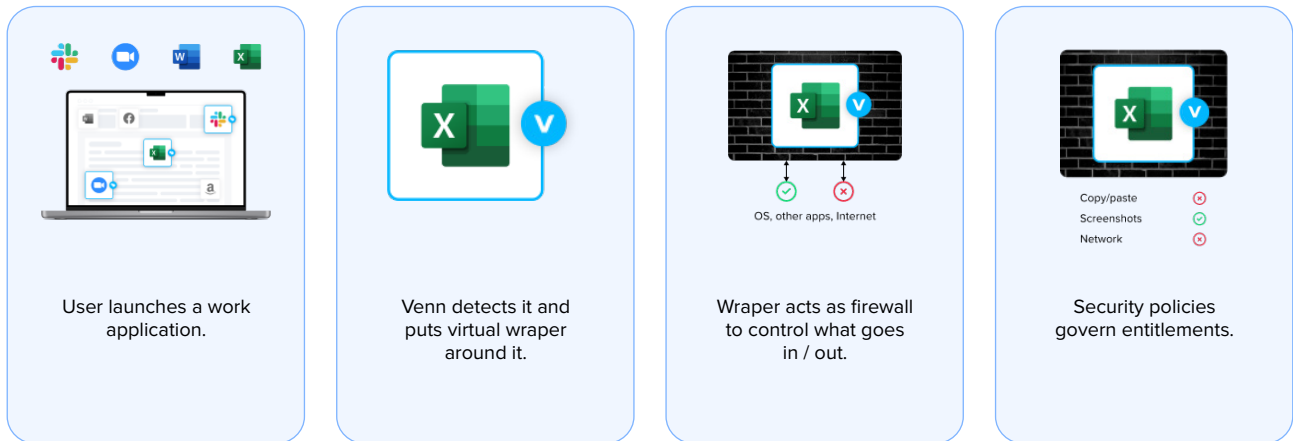 User launches a work
application.
Venn detects it and
puts virtual wraper
around it.
OS, other apps, Internet
Wraper acts as firewall
to control what goes
in / out.
Copy/paste
Screenshots
Network
Security policies
govern entitlements.